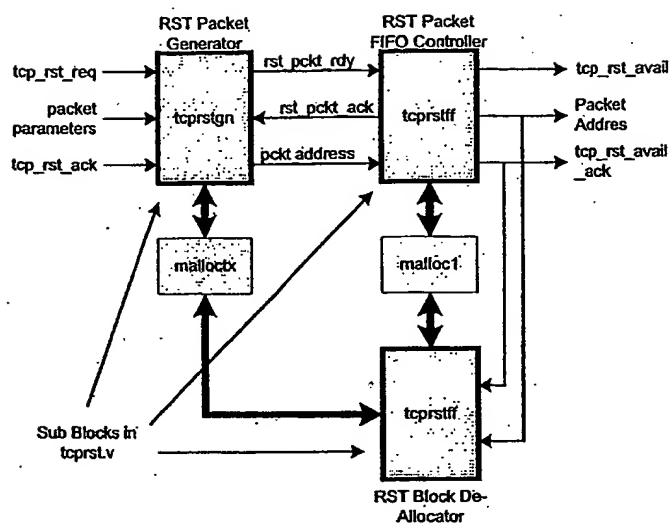 RST Packet
Generator
RST Packet
FIFO Controller
tcp_rst_req
rst_pckt_rdy
tcp_rst_avail
packet
parameters
tcprstgn
rst_pckt_ack
tcprstff
Packet
Addres
tcp_rst_ack
pckt address
tcp_rst_avail
_ack
malloctx
malloc1
tcprstff
Sub Blocks in
tcprst.v
RST Block De-
Allocator